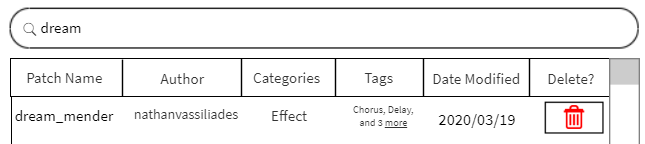 dream
Patch Name Author Categories Tags Date Modified Delete?
dream_mender nathanvassiliades Effect Chorus, Delay, 2020/03/19
and 3 more